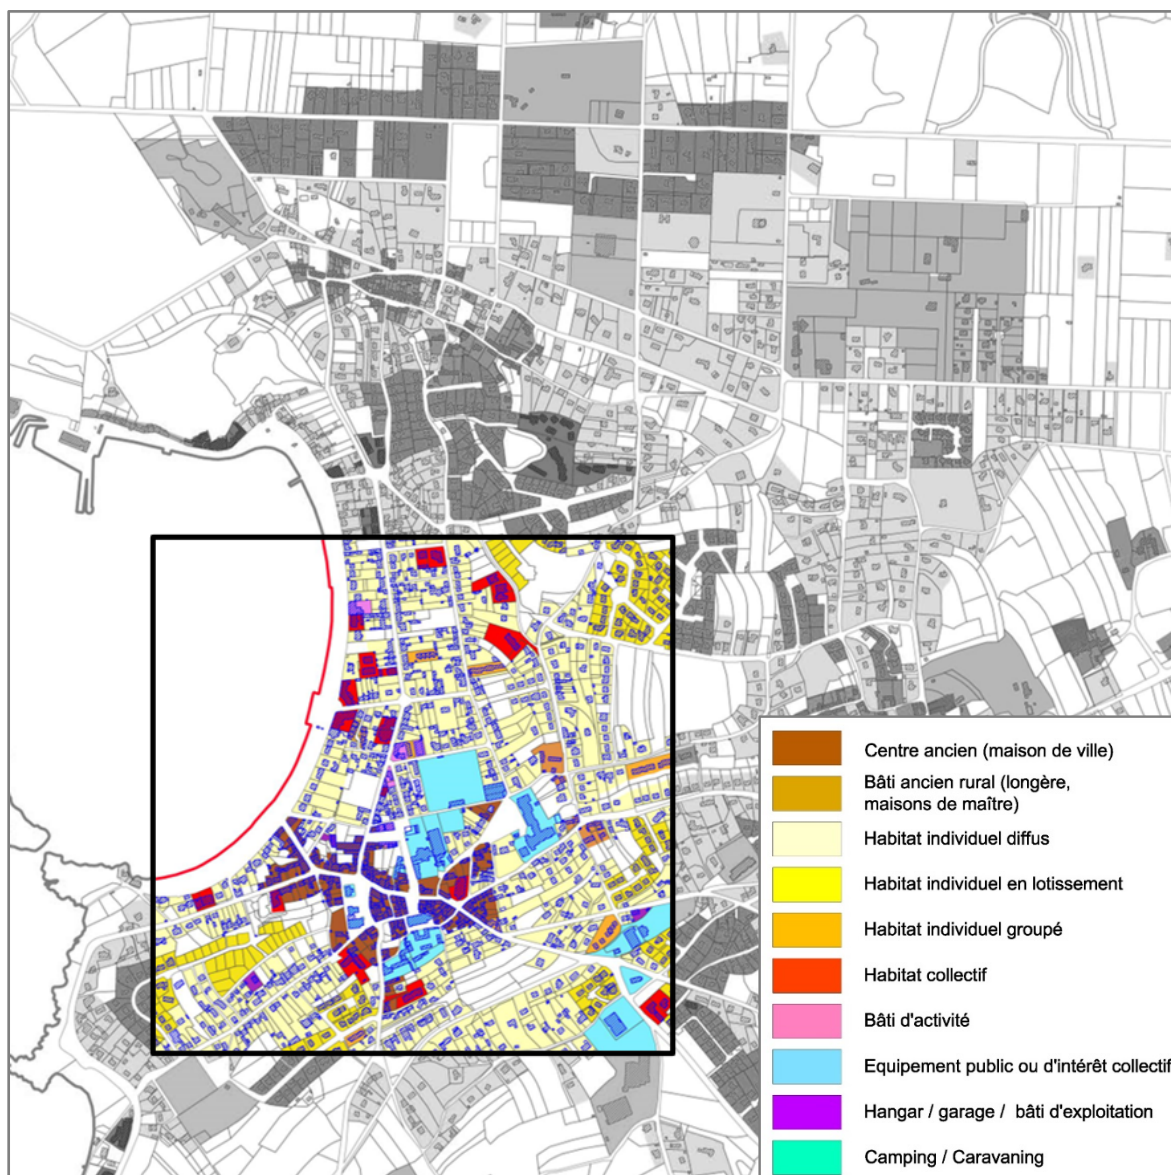 Centre ancien (maison de ville)
Bâti ancien rural (longère,
maisons de maître)
Habitat individuel diffus
Habitat individuel en lotissement
Habitat individuel groupé
Habitat collectif
Bâti d'activité
Equipement public ou d'intérêt collectif
Hangar / garage / bâti d'exploitation
Camping / Caravaning